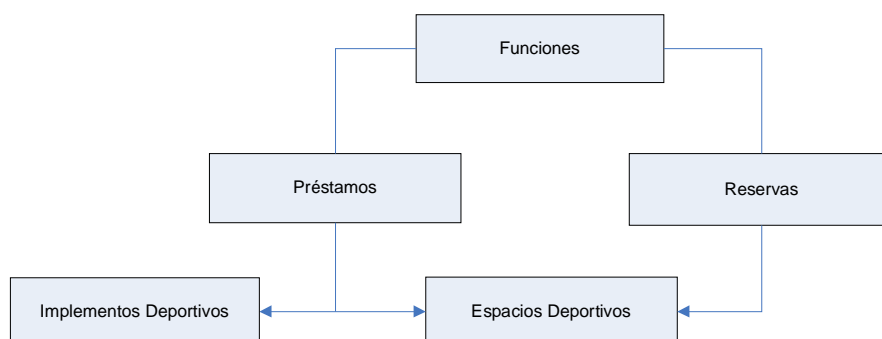 Funciones
Préstamos
Reservas
Implementos Deportivos
Espacios Deportivos